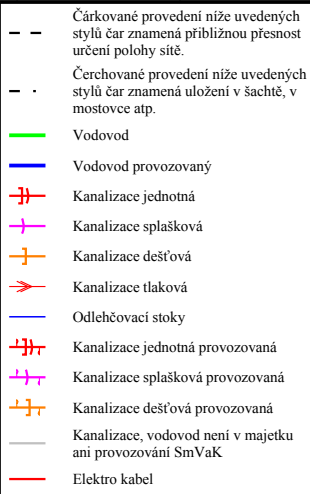 Čárkované provedení níže uvedených
stylů čar znamená přibližnou přesnost
určení polohy sítě.
Čerchované provedení níže uvedených
stylů čar znamená uložení v šachtě, v
mostovce atp.
Vodovod
Vodovod provozovaný
Kanalizace jednotná
Kanalizace splašková
Kanalizace dešťová
Kanalizace tlaková
Odlehčovací stoky
Kanalizace jednotná provozovaná
Kanalizace splašková provozovaná
Kanalizace dešťová provozovaná
Kanalizace, vodovod není v majetku
ani provozování SmVaK
Elektro kabel